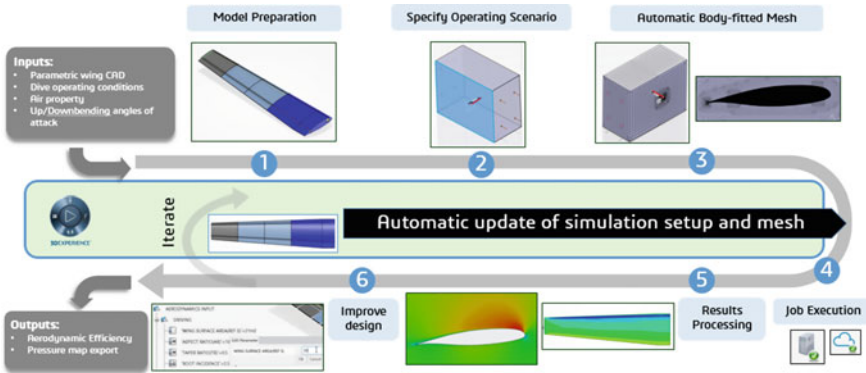 Model Preparation
Specify Operating Scenario
Automatic Body-fitted Mesh
Inputs:
• Parametric wing CAD
• Dive operating conditions
• Air property
• Up/Downbending angles of
attack
1
2
3
Iterate
3DEXPERIENCE
Automatic update of simulation setup and mesh
6
5
4
Outputs:
• Aerodynamic Efficiency
• Pressure map export
AERODYNAMICS INPUT
Improve
design
Results
Processing
Job Execution